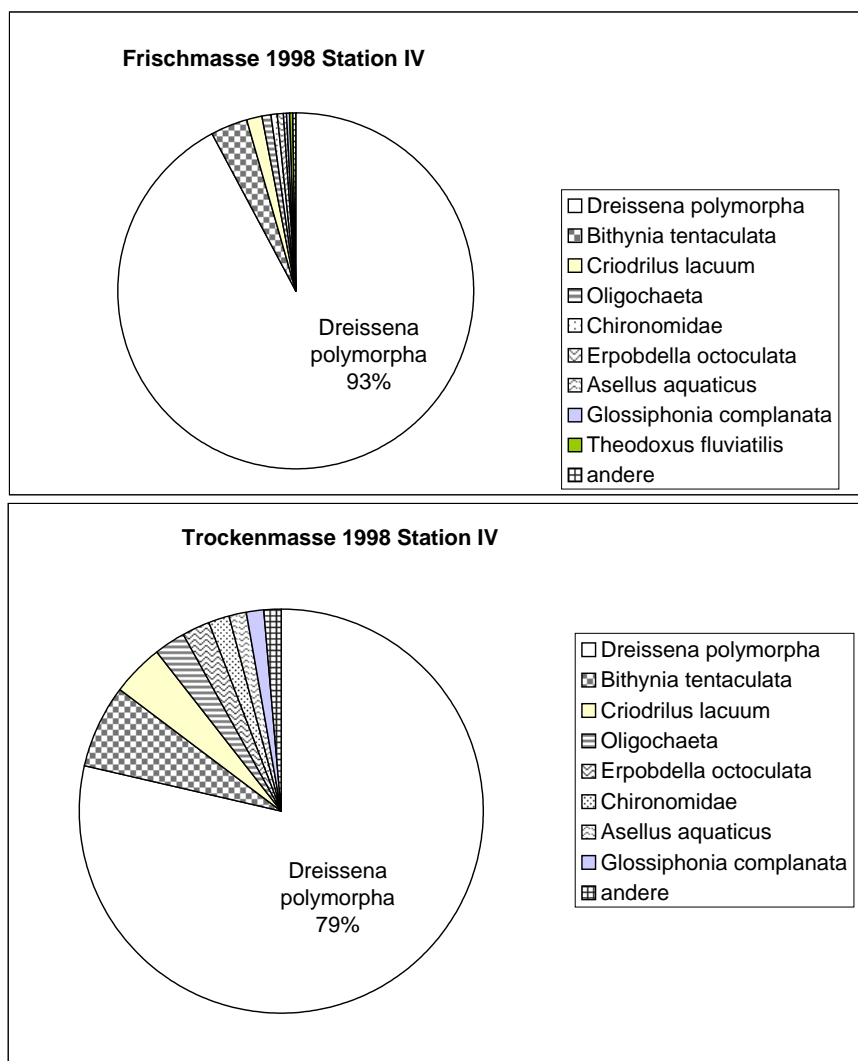 Frischmasse 1998 Station IV
Dreissena
polymorpha
93%
Dreissena polymorpha
Bithynia tentaculata
Criodrilus lacuum
Oligochaeta
Chironomidae
Erpobdella octoculata
Asellus aquaticus
Glossiphonia complanata
Theodoxus fluviatilis
andere
Trockenmasse 1998 Station IV
Dreissena
polymorpha
79%
Dreissena polymorpha
Bithynia tentaculata
Criodrilus lacuum
Oligochaeta
Erpobdella octoculata
Chironomidae
Asellus aquaticus
Glossiphonia complanata
andere